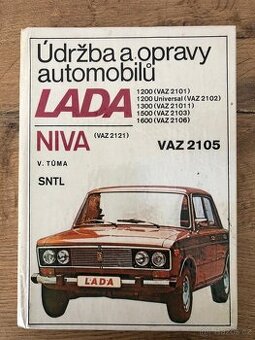 Údržba a opravy
automobilů
LADA
1200 (VAZ 2101)
1200 Universal (VAZ 2102)
1300 (VAZ 21011)
1500 (VAZ 2103)
1600 (VAZ 2106)
NIVA (VAZ 2121)
VAZ 2105
V. TŮMA
SNTL
LADA